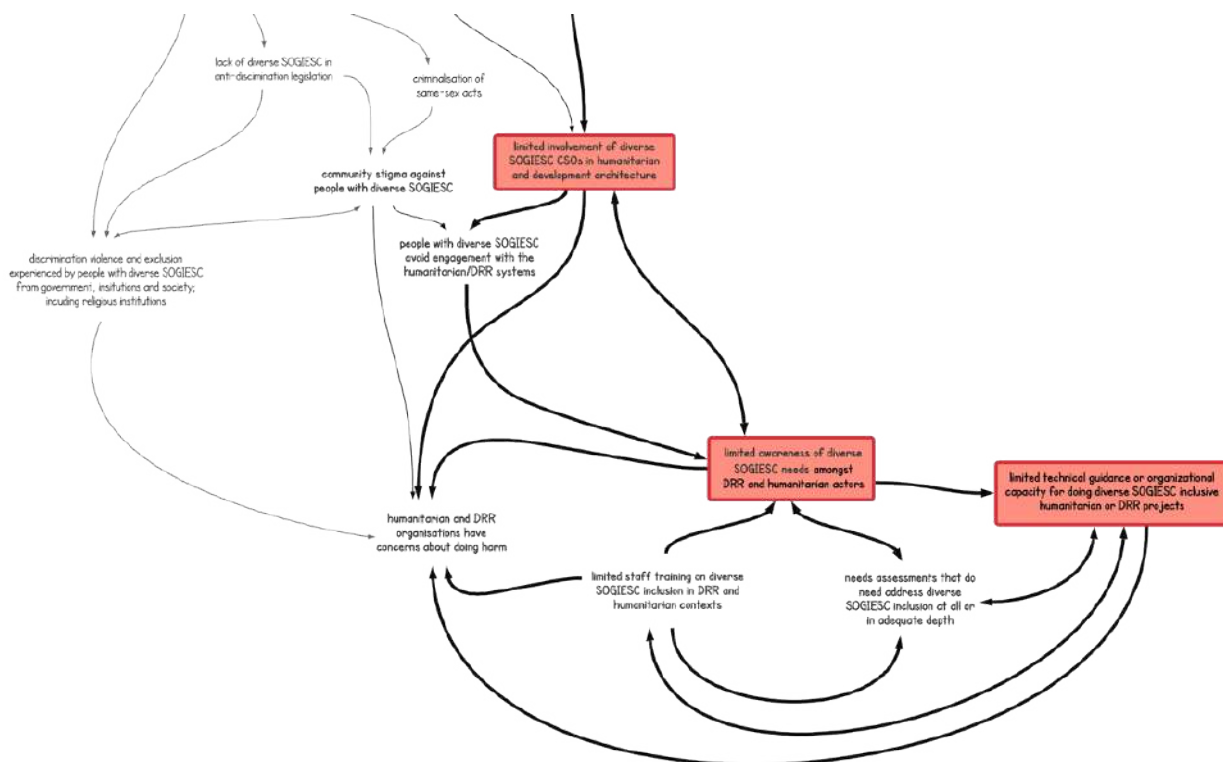 lack of diverse SOGIESC in
anti-discimination legislation
criminalisation of
same-sex acts
limited involvement of diverse
SOGIESC CSOs in humanitarian
and development architecture
community stigma against
people with diverse SOGIESC
people with diverse SOGIESC
avoid engagement with the
humanitarian/DRR systems
discrimination violence and exclusion
experienced by people with diverse SOGIESC
from government, insitutions and society;
incuding religious institutions
limited awareness of diverse
SOGIESC needs amongst
DRR and humanitarian actors
limited technical guidance or organizational
capacity for doing diverse SOGIESC inclusive
humanitarian or DRR projects
humanitarian and DRR
organisations have
concerns about doing harm
limited staff training on diverse
SOGIESC inclusion in DRR and
humanitarian contexts
needs assessments that do
need address diverse
SOGIESC inclusion at all or
in adequate depth